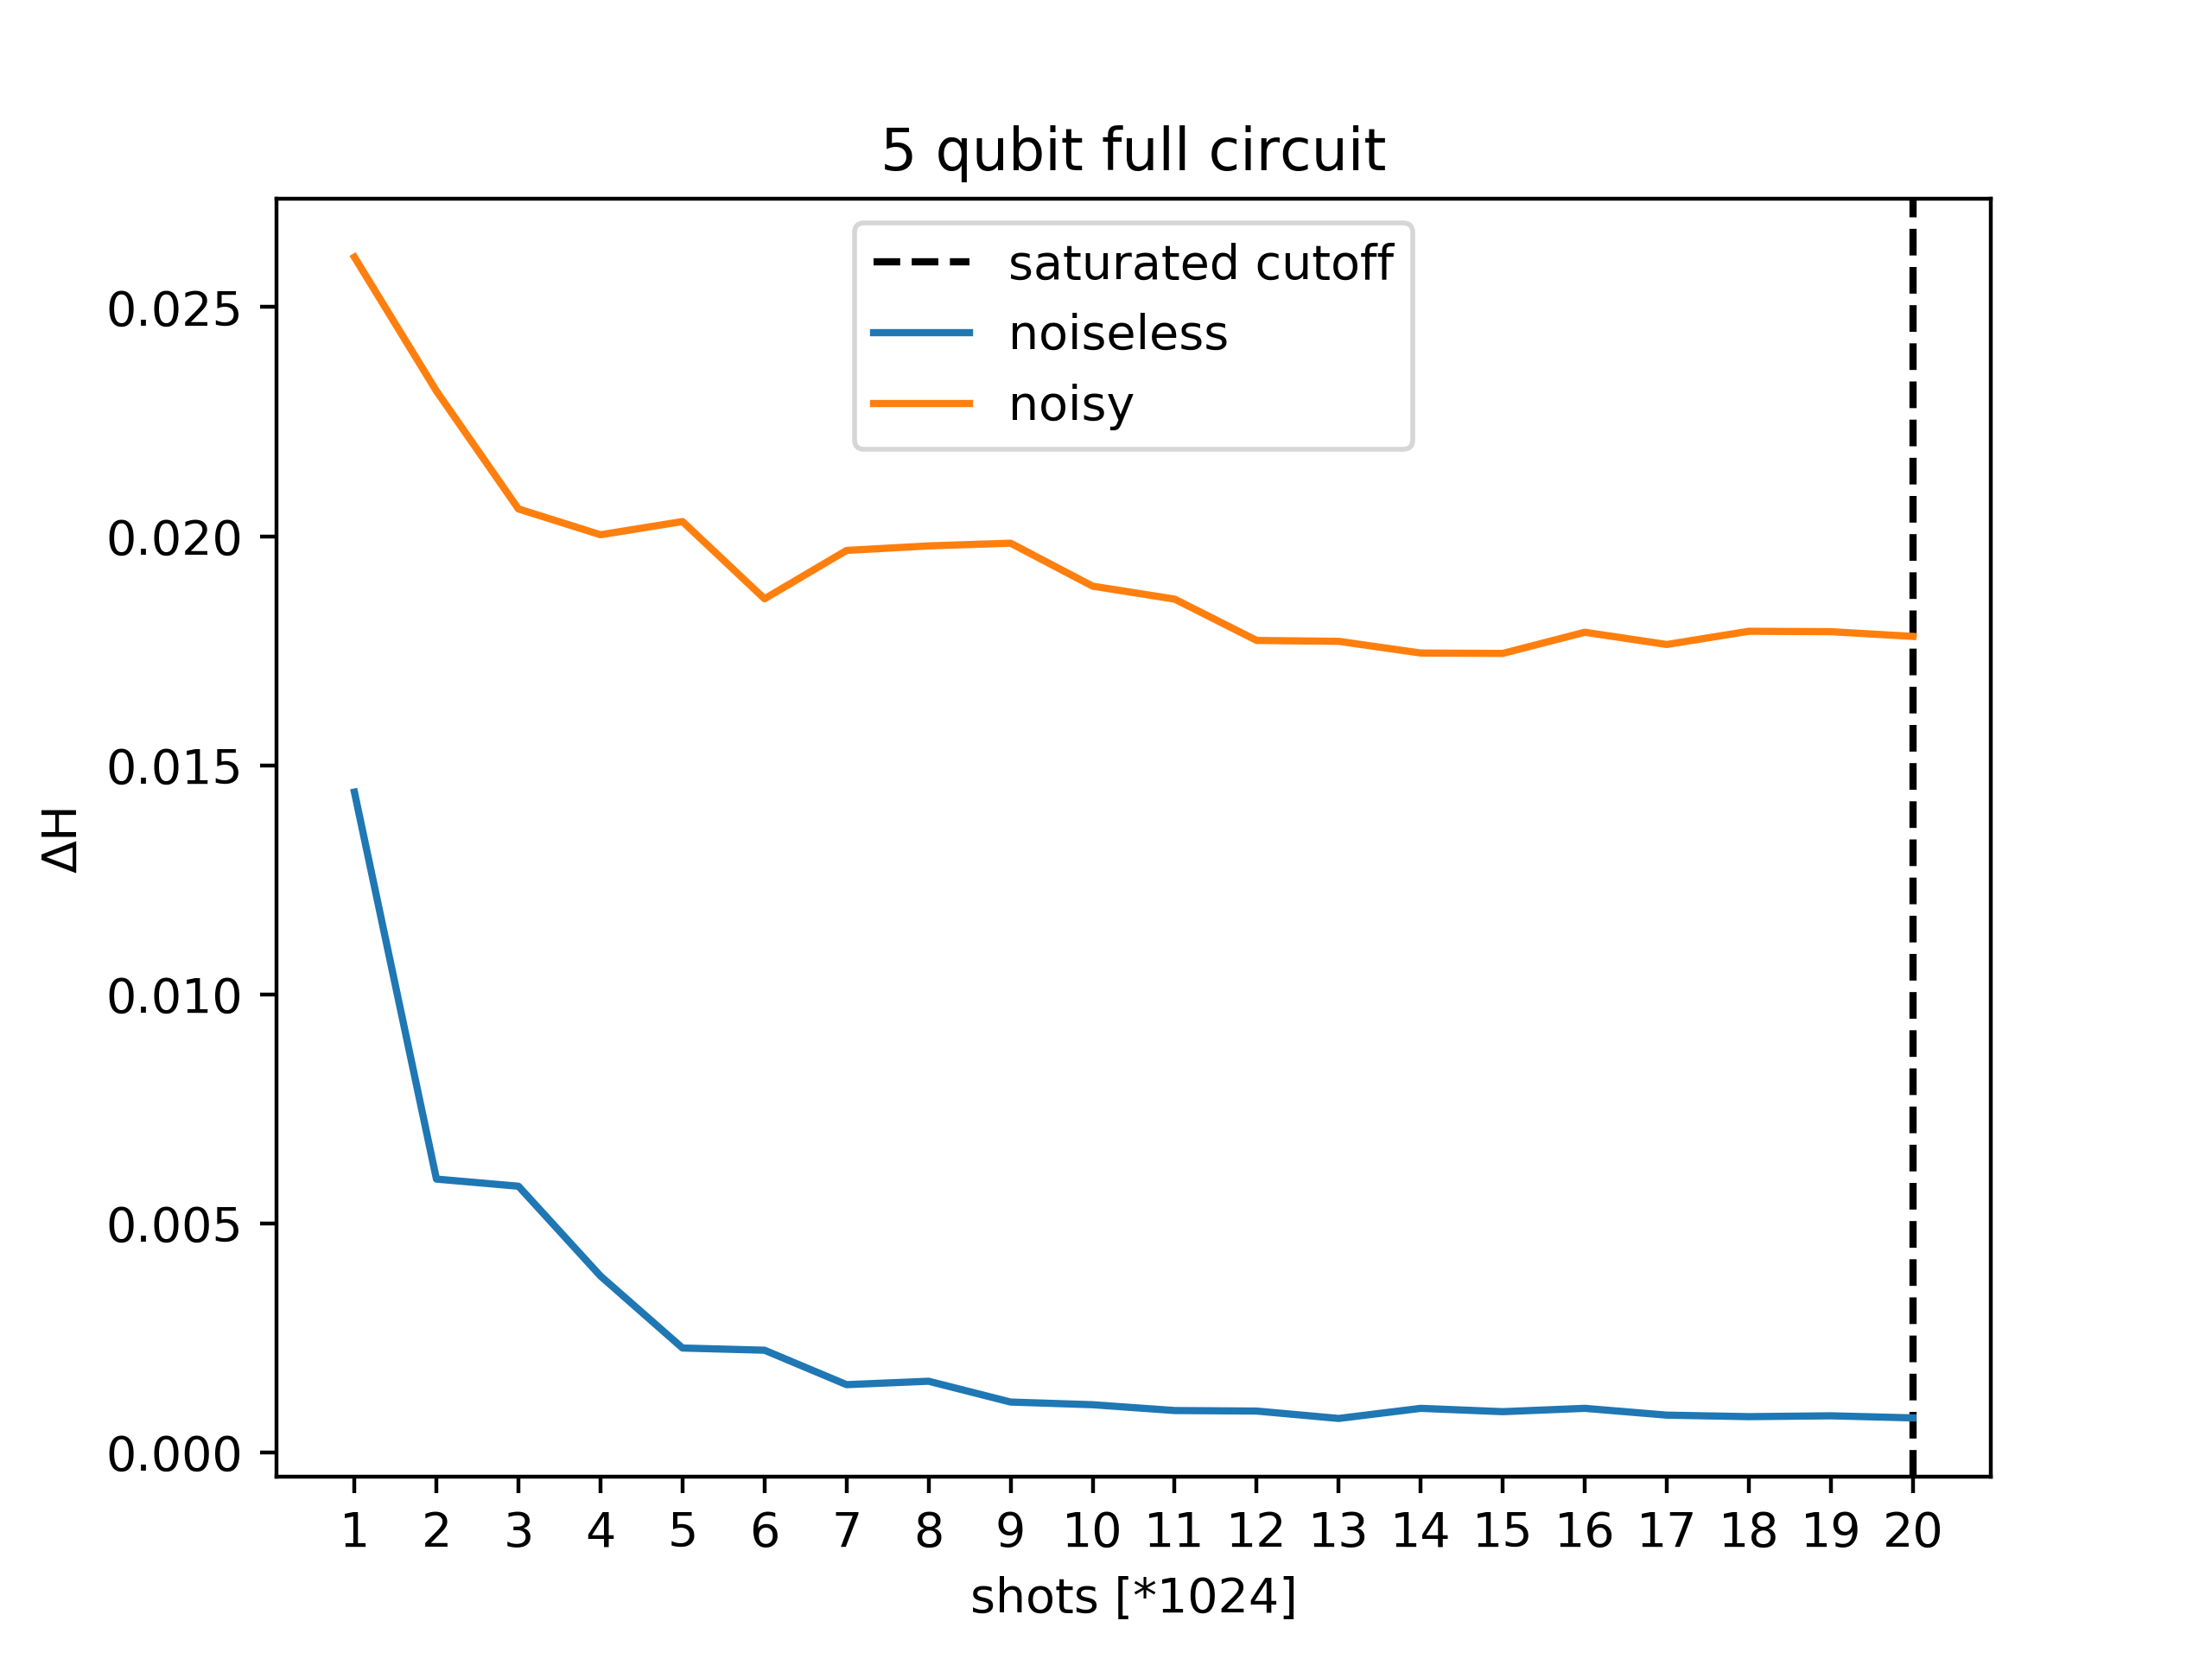 5 qubit full circuit
saturated cutoff
noiseless
noisy
0.025
0.020
0.015
0.010
0.005
0.000
ΔH
1 2 3 4 5 6 7 8 9 10 11 12 13 14 15 16 17 18 19 20
shots [*1024]